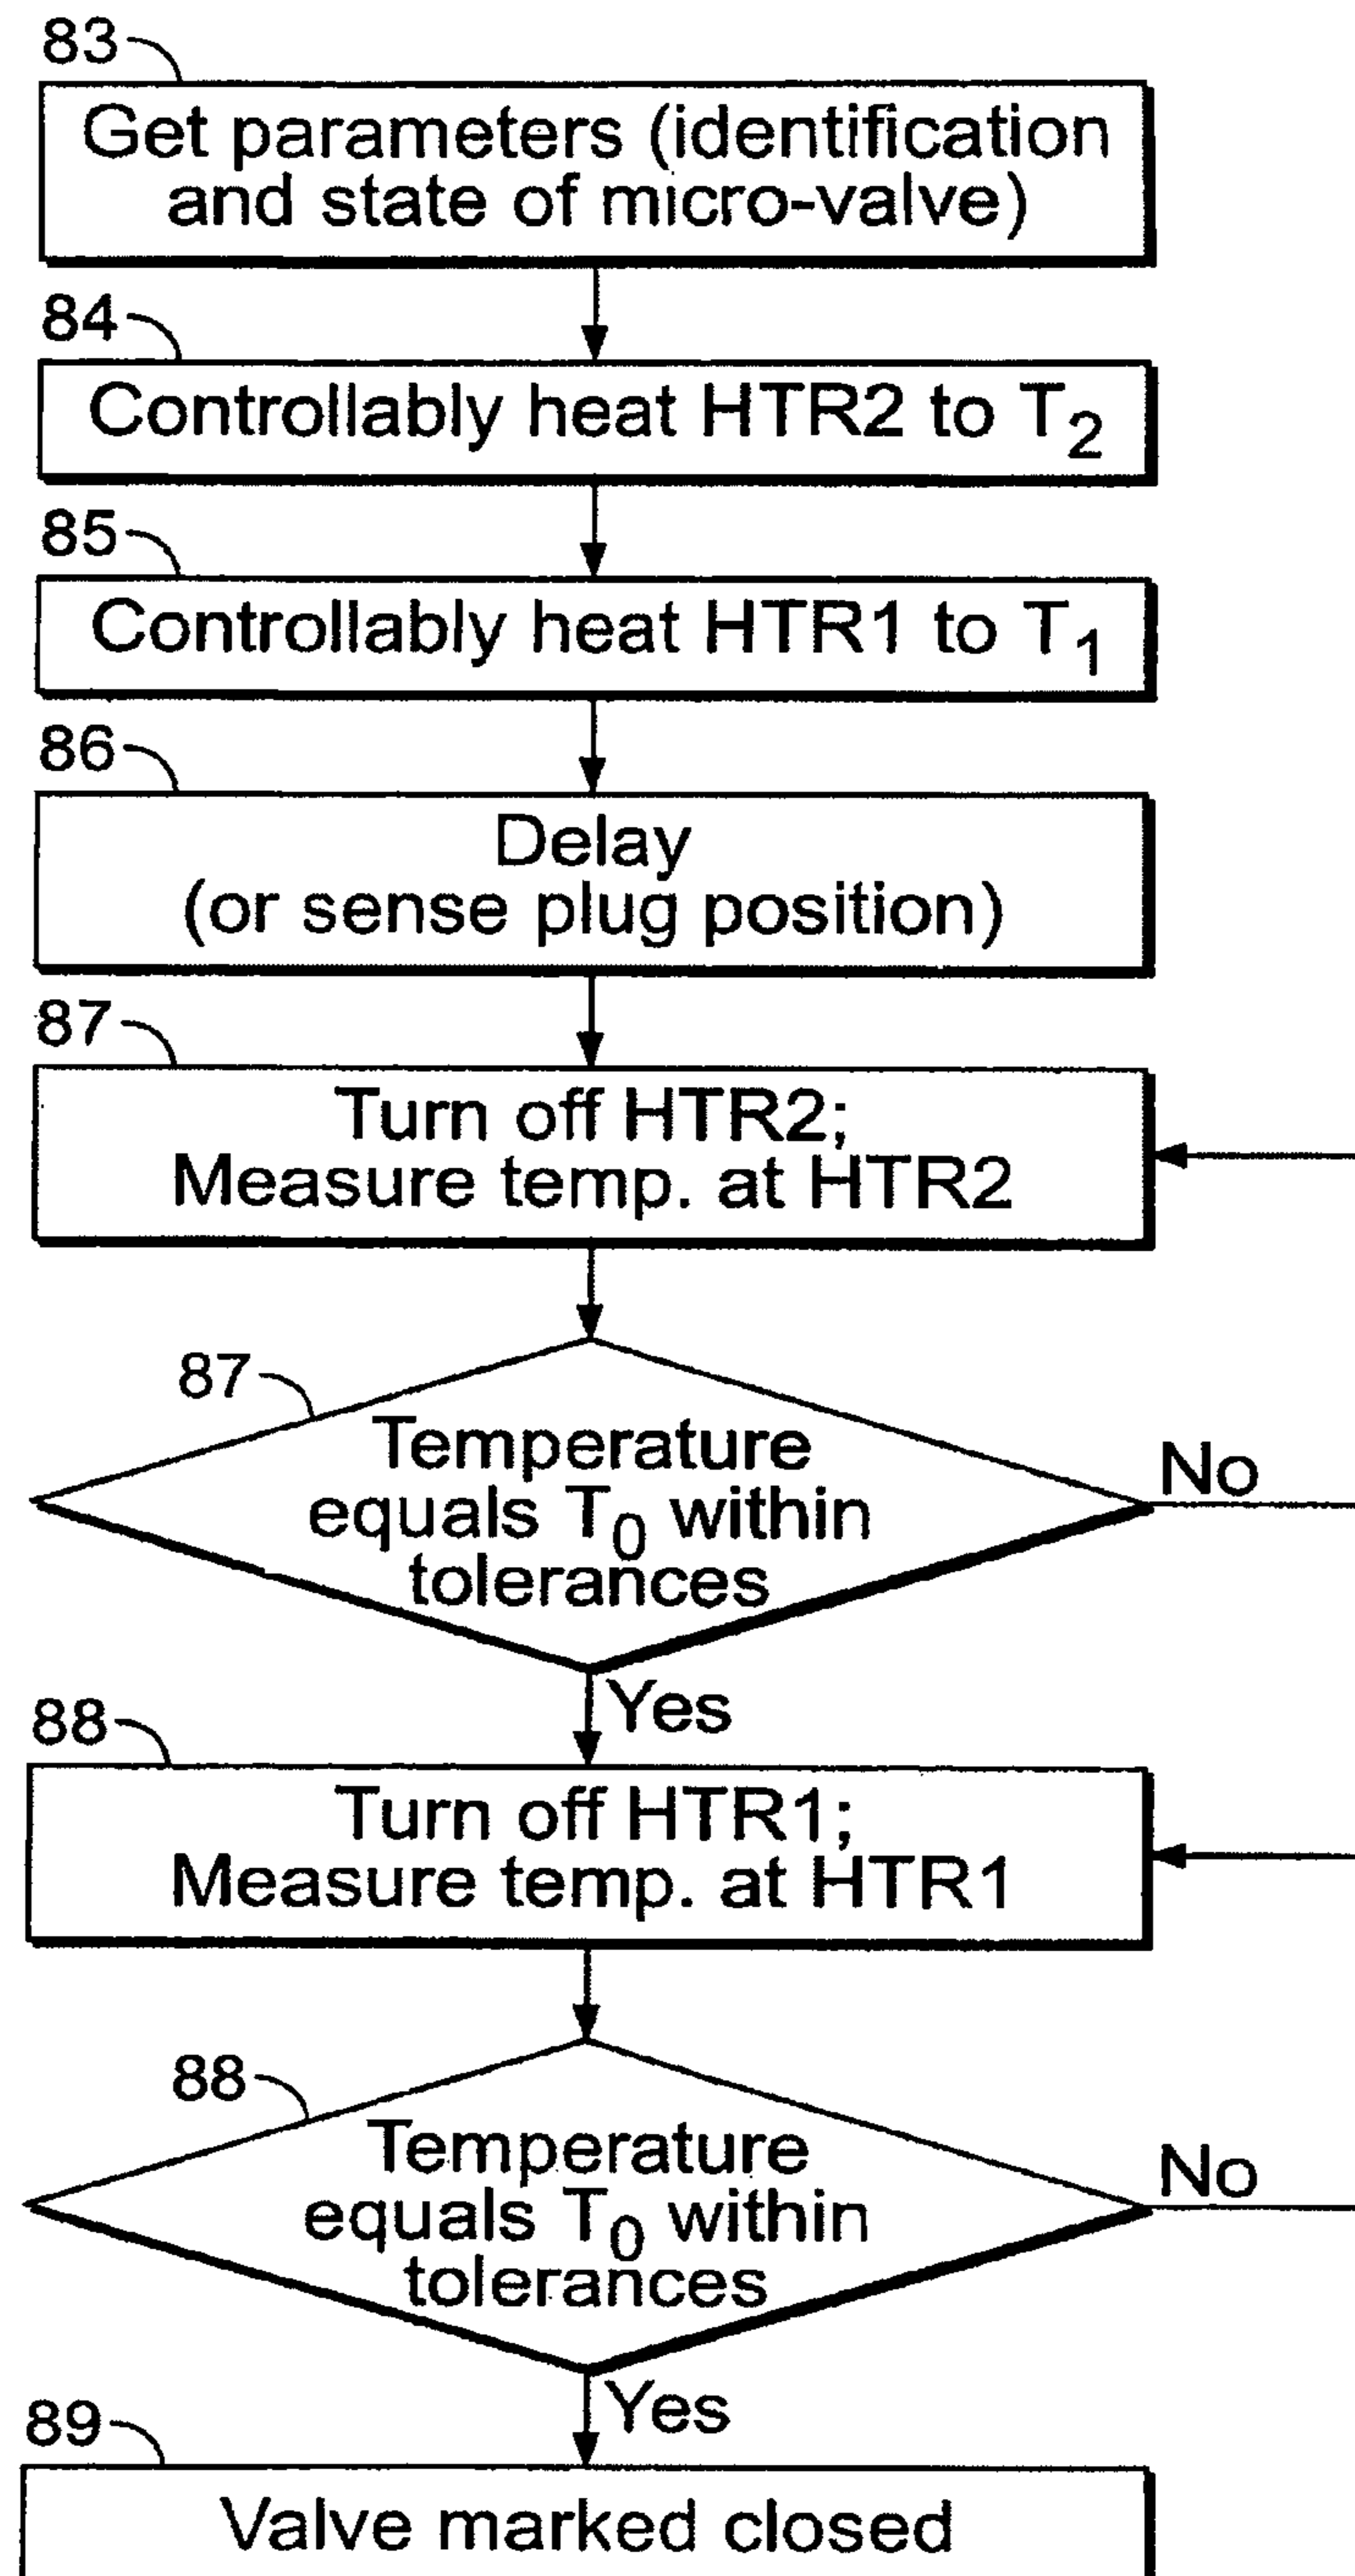 83
Get parameters (identification
and state of micro-valve)
84
Controllably heat HTR2 to T2
85
Controllably heat HTR1 to T1
86
Delay
(or sense plug position)
87
Turn off HTR2;
Measure temp. at HTR2
87
Temperature
equals T0 within
tolerances
No
Yes
88
Turn off HTR1;
Measure temp. at HTR1
88
Temperature
equals T0 within
tolerances
No
Yes
89
Valve marked closed